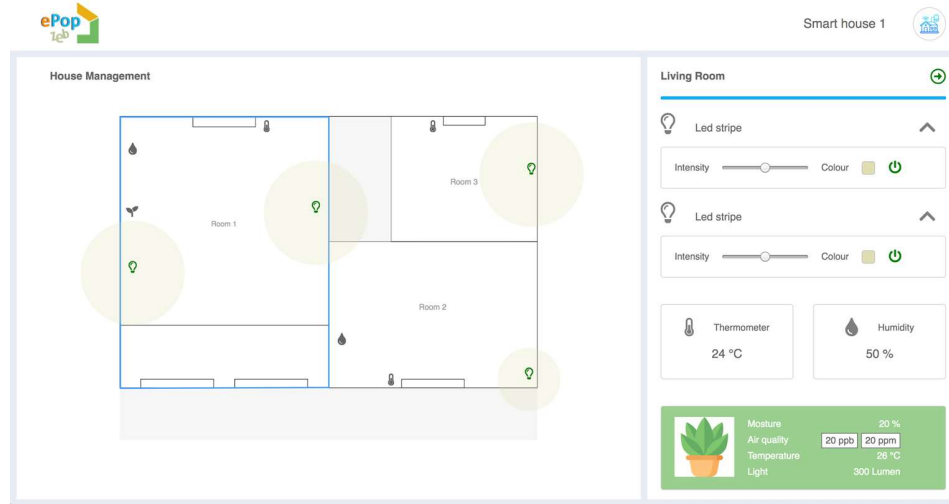 ePop
1eb
Smart house 1
House Management
Room 1
Room 3
Room 2
Living Room
Led stripe
Intensity Colour
Led stripe
Intensity Colour
Thermometer
24 °C
Humidity
50 %
Mosture 20 %
Air quality 20 ppb 20 ppm
Temperature 26 °C
Light 300 Lumen